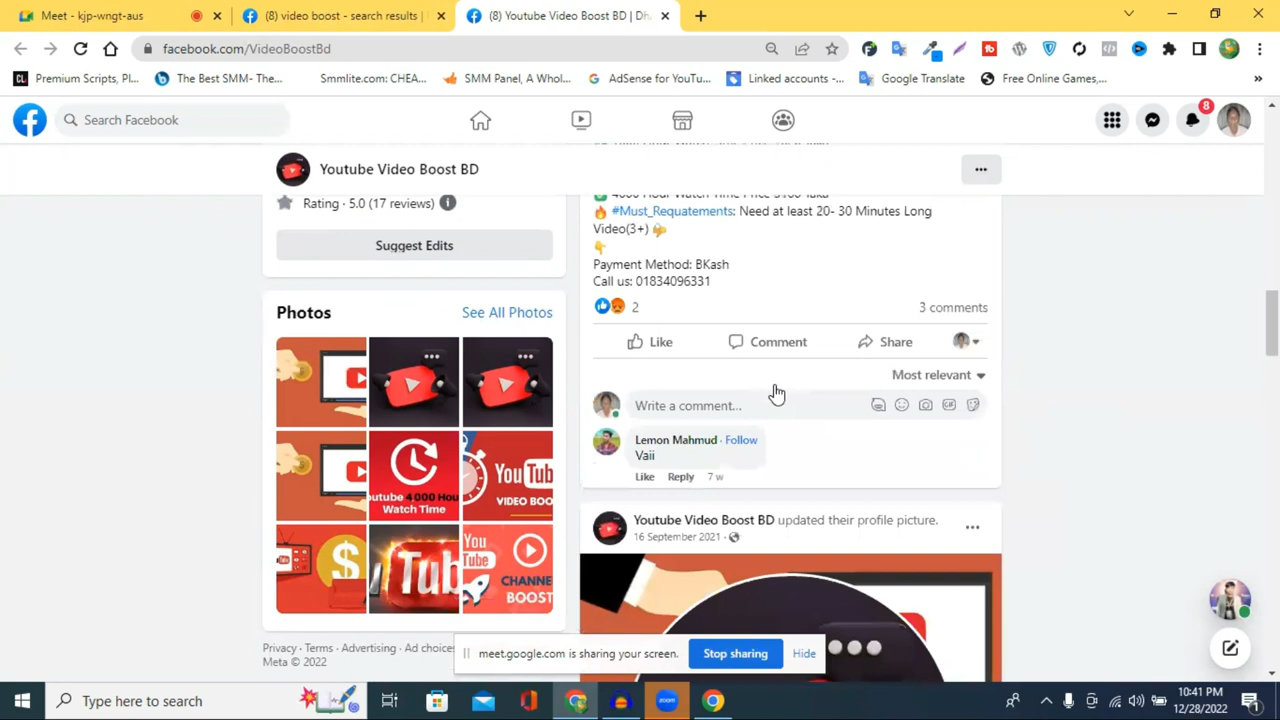 Meet - kjp-wngt-aus
(8) video boost - search results |
(8) Youtube Video Boost BD | Dh
facebook.com/VideoBoostBd
Premium Scripts, Pl...
The Best SMM- The...
Smmlite.com: CHEA...
SMM Panel, A Whol...
AdSense for YouTu...
Linked accounts -...
Google Translate
Free Online Games,...
Search Facebook
8
Youtube Video Boost BD
Rating · 5.0 (17 reviews)
Suggest Edits
Photos
See All Photos
YouTub
outube 4000 Hou
Watch Time
VIDEO BOO
Tub
You
Tube
CHANNE
BOOST
Privacy · Terms · Advertising · Ad choices
Meta © 2022
4000 Hour Watch Time Price
#Must_Requatements: Need at least 20- 30 Minutes Long
Video(3+)
Payment Method: BKash
Call us: 01834096331
2
3 comments
Like
Comment
Share
Most relevant
Write a comment...
GIF
Lemon Mahmud · Follow
Vaii
Like Reply 7 w
Youtube Video Boost BD updated their profile picture.
16 September 2021 ·
meet.google.com is sharing your screen.
Stop sharing
Hide
Type here to search
zoom
10:41 PM
12/28/2022
1